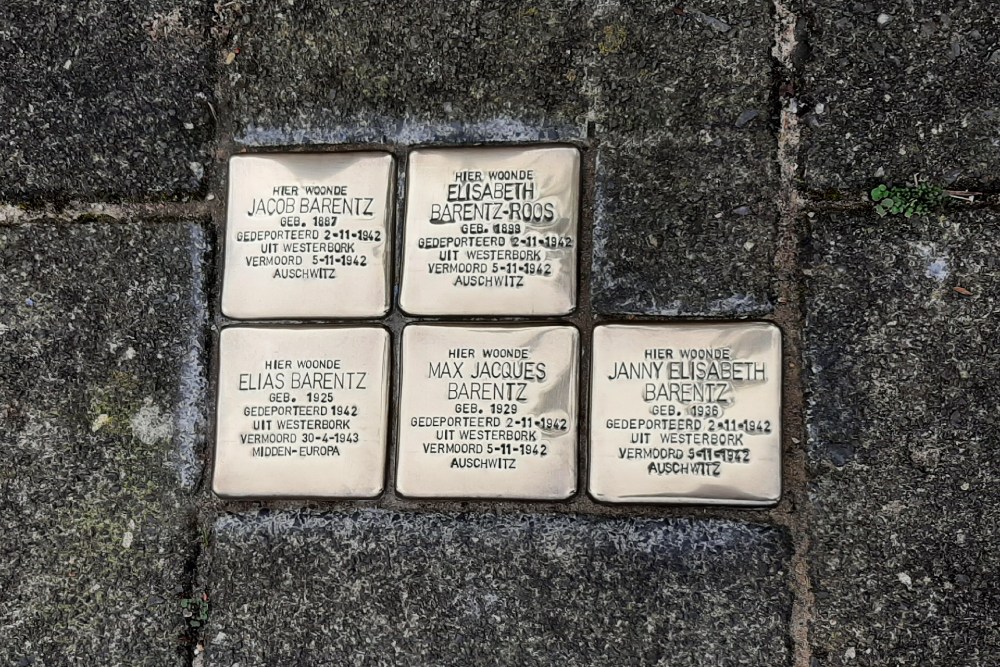 HIER WOONDE
JACOB BARENTZ
GEB. 1887
GEDEPORTEERD 2-11-1942
UIT WESTERBORK
VERMOORD 5-11-1942
AUSCHWITZ
HIER WOONDE
ELISABETH
BARENTZ-ROOS
GEB. 1899
GEDEPORTEERD 2-11-1942
UIT WESTERBORK
VERMOORD 5-11-1942
AUSCHWITZ
HIER WOONDE
ELIAS BARENTZ
GEB. 1925
GEDEPORTEERD 1942
UIT WESTERBORK
VERMOORD 30-4-1943
MIDDEN-EUROPA
HIER WOONDE
MAX JACQUES
BARENTZ
GEB. 1929
GEDEPORTEERD 2-11-1942
UIT WESTERBORK
VERMOORD 5-11-1942
AUSCHWITZ
HIER WOONDE
JANNY ELISABETH
BARENTZ
GEB. 1936
GEDEPORTEERD 2-11-1942
UIT WESTERBORK
VERMOORD 5-11-1942
AUSCHWITZ